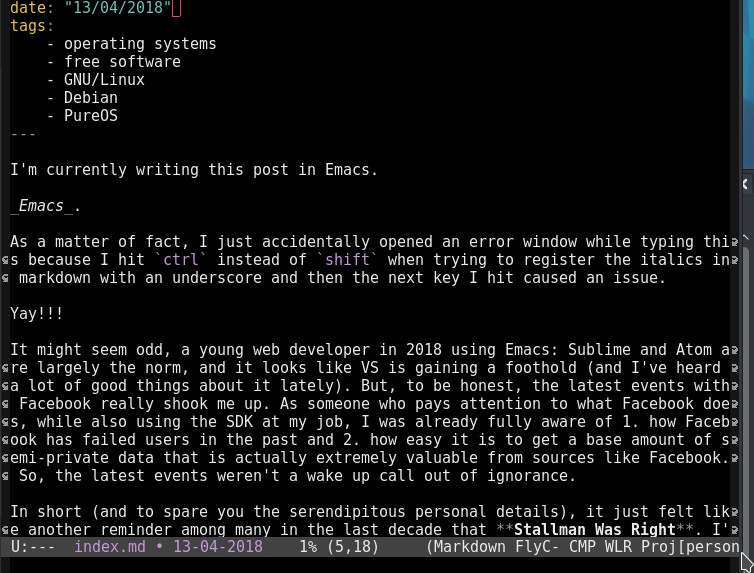 date: "13/04/2018"
tags:
- operating systems
- free software
- GNU/Linux
- Debian
- PureOS
---
I'm currently writing this post in Emacs.
_Emacs_.
As a matter of fact, I just accidentally opened an error window while typing thi
s because I hit `ctrl` instead of `shift` when trying to register the italics in
markdown with an underscore and then the next key I hit caused an issue.
Yay!!!
It might seem odd, a young web developer in 2018 using Emacs: Sublime and Atom a
re largely the norm, and it looks like VS is gaining a foothold (and I've heard
a lot of good things about it lately). But, to be honest, the latest events with
Facebook really shook me up. As someone who pays attention to what Facebook doe
s, while also using the SDK at my job, I was already fully aware of 1. how Faceb
ook has failed users in the past and 2. how easy it is to get a base amount of s
emi-private data that is actually extremely valuable from sources like Facebook.
So, the latest events weren't a wake up call out of ignorance.
In short (and to spare you the serendipitous personal details), it just felt lik
e another reminder among many in the last decade that **Stallman Was Right**. I'
U:--- index.md • 13-04-2018 1% (5,18) (Markdown FlyC- CMP WLR Proj[person